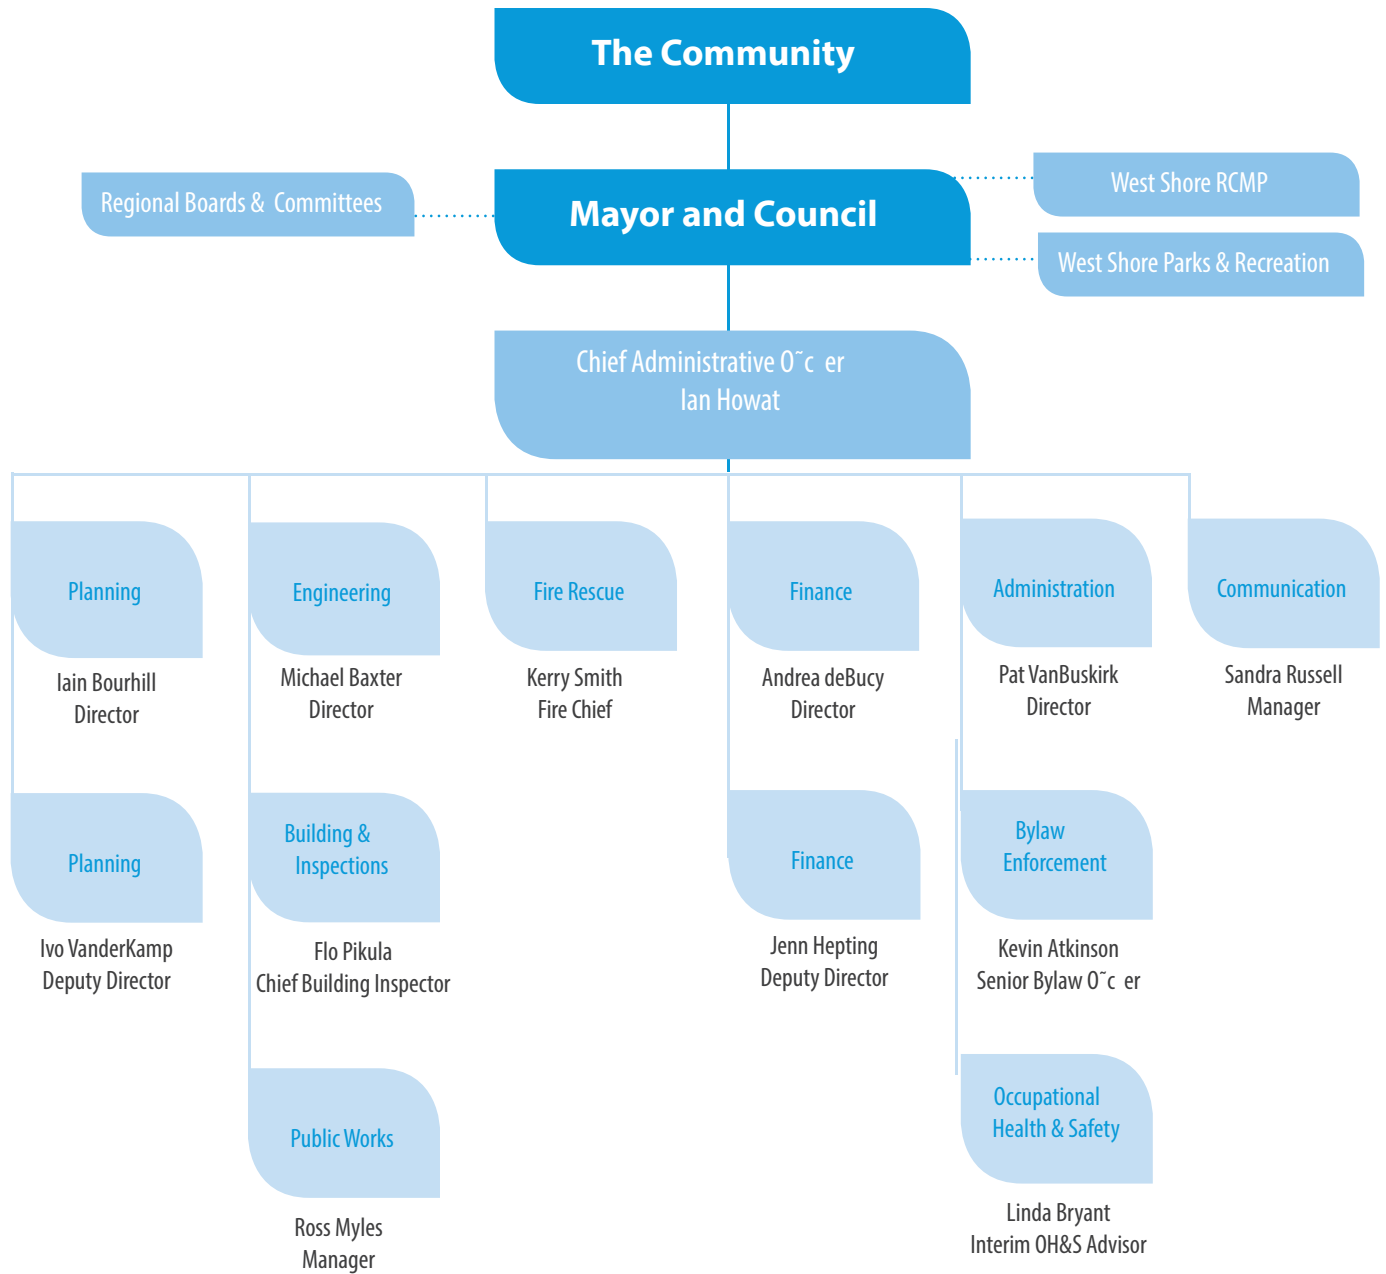 The Community
Regional Boards & Committees
Mayor and Council
West Shore RCMP
West Shore Parks & Recreation
Chief Administrative O˜c er
Ian Howat
Planning
Iain Bourhill
Director
Engineering
Michael Baxter
Director
Fire Rescue
Kerry Smith
Fire Chief
Finance
Andrea deBucy
Director
Administration
Pat VanBuskirk
Director
Communication
Sandra Russell
Manager
Planning
Ivo VanderKamp
Deputy Director
Building &
Inspections
Flo Pikula
Chief Building Inspector
Finance
Jenn Hepting
Deputy Director
Bylaw
Enforcement
Kevin Atkinson
Senior Bylaw O˜c er
Public Works
Ross Myles
Manager
Occupational
Health & Safety
Linda Bryant
Interim OH&S Advisor